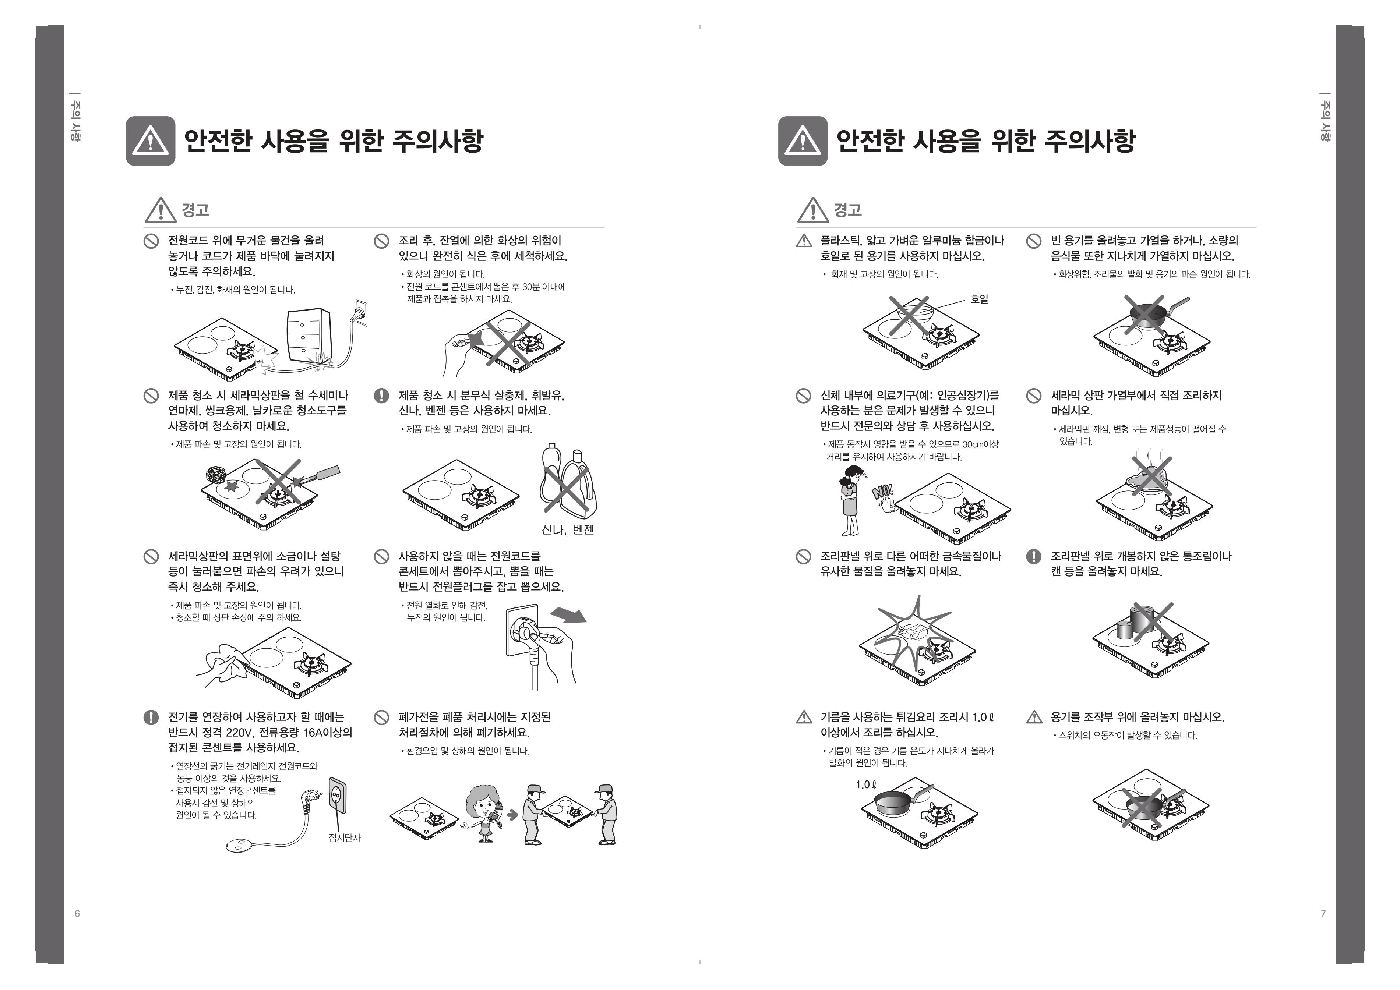 주의 사항
안전한 사용을 위한 주의사항
경고
전원코드 위에 무거운 물건을 올려
놓거나 코드가 제품 바닥에 눌려지지
않도록 주의하세요.
• 누전, 감전, 화재의 원인이 됩니다.
조리 후, 잔열에 의한 화상의 위험이
있으니 완전히 식은 후에 세척하세요.
• 화상의 원인이 됩니다.
• 전원 코드를 콘센트에서 뽑은 후 30분 이내에
제품과 접촉을 하시지 마세요.
제품 청소 시 세라믹상판을 철 수세미나
연마제, 씽크용제, 날카로운 청소도구를
사용하여 청소하지 마세요.
• 제품 파손 및 고장의 원인이 됩니다.
제품 청소 시 분무식 살충제, 휘발유,
신나, 벤젠 등은 사용하지 마세요.
• 제품 파손 및 고장의 원인이 됩니다.
신나, 벤젠
세라믹상판의 표면위에 소금이나 설탕
등이 눌러붙으면 파손의 우려가 있으니
즉시 청소해 주세요.
• 제품 파손 및 고장의 원인이 됩니다.
• 청소할 때 상판 손상에 주의 하세요.
사용하지 않을 때는 전원코드를
콘센트에서 뽑아주시고, 뽑을 때는
반드시 전원플러그를 잡고 뽑으세요.
• 전원 열화로 인해 감전,
누전의 원인이 됩니다.
전기를 연장하여 사용하고자 할 때에는
반드시 정격 220V, 전류용량 16A이상의
접지된 콘센트를 사용하세요.
• 연장선의 굵기는 전기레인지 전원코드와
동등 이상의 것을 사용하세요.
• 접지되지 않은 연장콘센트를
사용시 감전 및 상해의
원인이 될 수 있습니다.
접지단자
폐가전을 폐품 처리시에는 지정된
처리절차에 의해 폐기하세요.
• 환경오염 및 상해의 원인이 됩니다.
6
주의 사항
안전한 사용을 위한 주의사항
경고
플라스틱, 얇고 가벼운 알루미늄 합금이나
호일로 된 용기를 사용하지 마십시오.
• 화재 및 고장의 원인이 됩니다.
호일
빈 용기를 올려놓고 가열을 하거나, 소량의
음식물 또한 지나치게 가열하지 마십시오.
• 화상위험, 조리물의 발화 및 용기의 파손 원인이 됩니다.
신체 내부에 의료기구(예: 인공심장기)를
사용하는 분은 문제가 발생할 수 있으니
반드시 전문의와 상담 후 사용하십시오.
• 제품 동작시 영향을 받을 수 있으므로 30cm이상
거리를 유지하여 사용하시기 바랍니다.
NO!
세라믹 상판 가열부에서 직접 조리하지
마십시오.
• 세라믹판 깨짐, 변형 또는 제품성능이 떨어질 수
있습니다.
조리판넬 위로 다른 어떠한 금속물질이나
유사한 물질을 올려놓지 마세요.
조리판넬 위로 개봉하지 않은 통조림이나
캔 등을 올려놓지 마세요.
기름을 사용하는 튀김요리 조리시 1.0ℓ
이상에서 조리를 하십시오.
• 기름이 적은 경우 기름 온도가 지나치게 올라가
발화의 원인이 됩니다.
1.0ℓ
용기를 조작부 위에 올려놓지 마십시오.
• 스위치의 오동작이 발생할 수 있습니다.
7